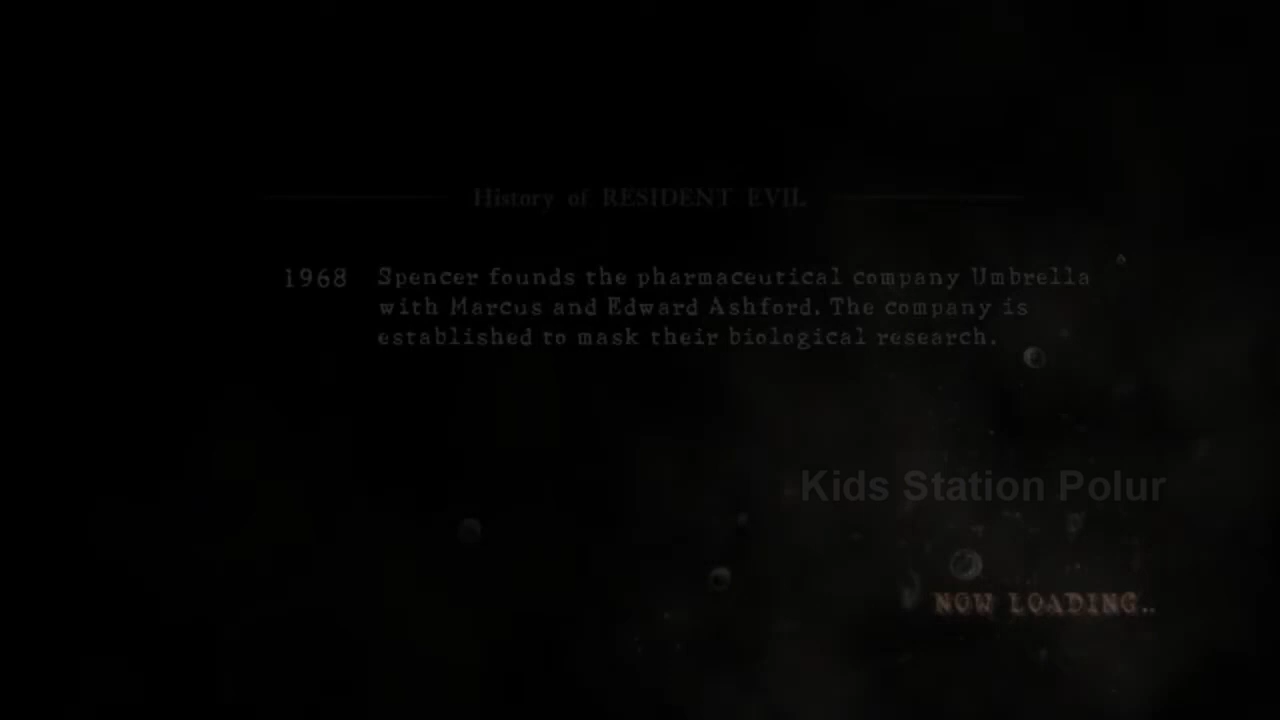 History of RESIDENT EVIL
1968 Spencer founds the pharmaceutical company Umbrella
with Marcus and Edward Ashford. The company is
established to mask their biological research.
Kids Station Polur
NOW LOADING..